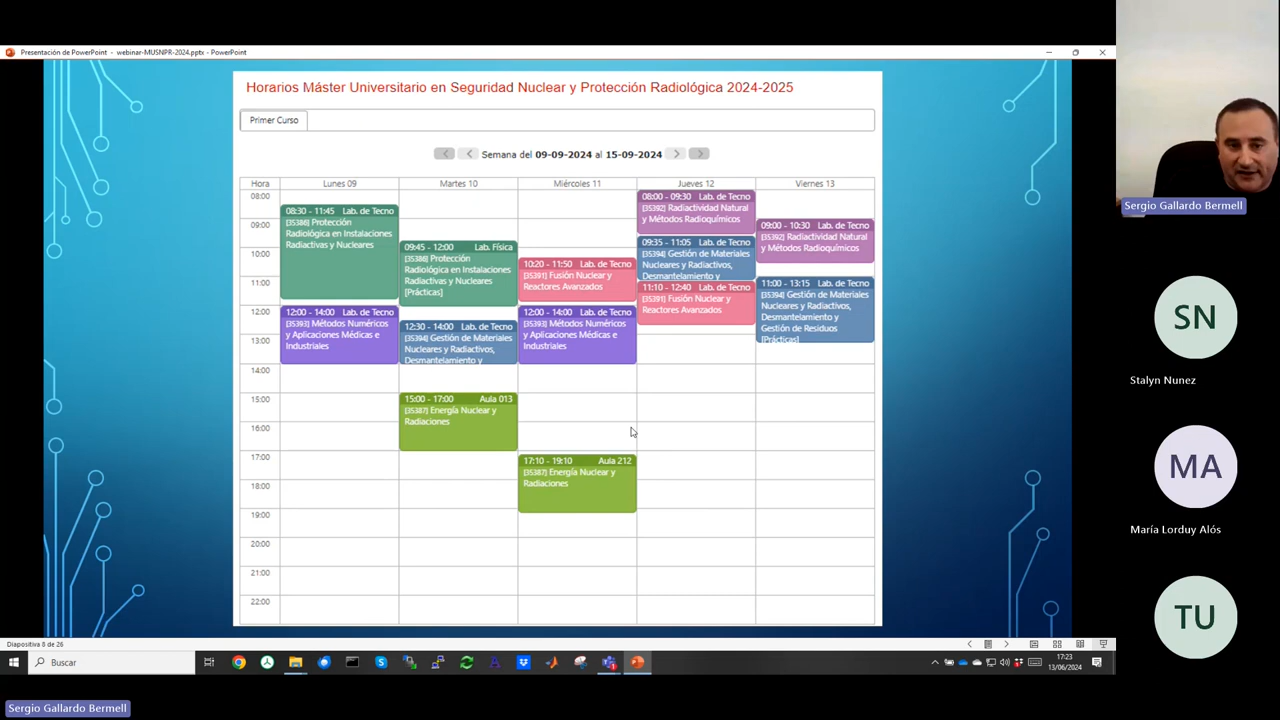 Presentación de PowerPoint - webinar-MUSNPR-2024.pptx - PowerPoint
Horarios Máster Universitario en Seguridad Nuclear y Protección Radiológica 2024-2025
Primer Curso
Semana del 09-09-2024 al 15-09-2024
Hora
Lunes 09
Martes 10
Miércoles 11
Jueves 12
Viernes 13
08:00
09:00
10:00
11:00
12:00
13:00
14:00
15:00
16:00
17:00
18:00
19:00
20:00
21:00
22:00
08:30 - 11:45 Lab. de Tecno
[35386] Protección
Radiológica en Instalaciones
Radiactivas y Nucleares
12:00 - 14:00 Lab. de Tecno
[35393] Métodos Numéricos
y Aplicaciones Médicas e
Industriales
09:45 - 12:00 Lab. Física
[35386] Protección
Radiológica en Instalaciones
Radiactivas y Nucleares
[Prácticas]
12:30 - 14:00 Lab. de Tecno
[35394] Gestión de Materiales
Nucleares y Radiactivos,
Desmantelamiento y
15:00 - 17:00 Aula 013
[35387] Energía Nuclear y
Radiaciones
10:20 - 11:50 Lab. de Tecno
[35391] Fusión Nuclear y
Reactores Avanzados
12:00 - 14:00 Lab. de Tecno
[35393] Métodos Numéricos
y Aplicaciones Médicas e
Industriales
17:10 - 19:10 Aula 212
[35387] Energía Nuclear y
Radiaciones
08:00 - 09:30 Lab. de Tecno
[35392] Radiactividad Natural
y Métodos Radioquímicos
09:35 - 11:05 Lab. de Tecno
[35394] Gestión de Materiales
Nucleares y Radiactivos,
Desmantelamiento y
11:10 - 12:40 Lab. de Tecno
[35391] Fusión Nuclear y
Reactores Avanzados
09:00 - 10:30 Lab. de Tecno
[35392] Radiactividad Natural
y Métodos Radioquímicos
11:00 - 13:15 Lab. de Tecno
[35394] Gestión de Materiales
Nucleares y Radiactivos,
Desmantelamiento y
Gestión de Residuos
[Prácticas]
Diapositiva 8 de 26
Buscar
17:23
13/06/2024
Sergio Gallardo Bermell
Sergio Gallardo Bermell
SN
Stalyn Nunez
MA
María Lorduy Alós
TU